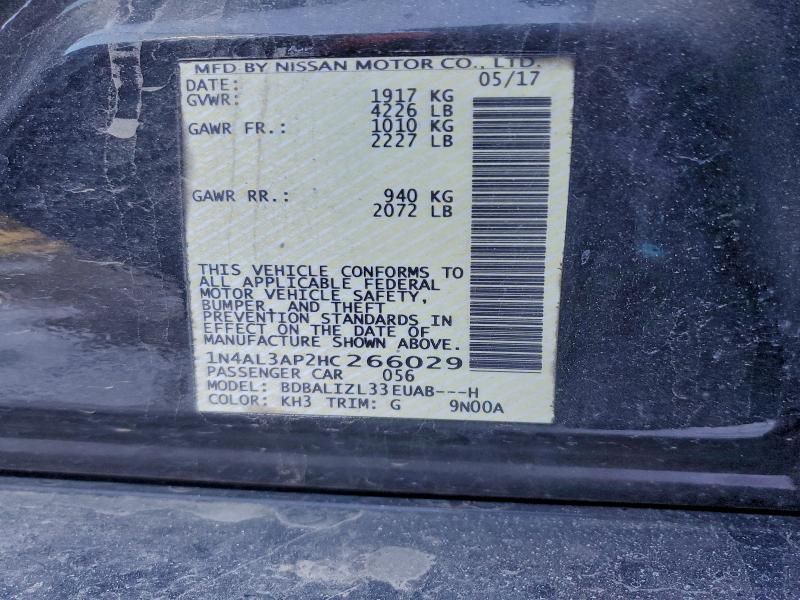 MFD BY NISSAN MOTOR CO., LTD.
DATE: 05/17
GVWR: 1917 KG
4226 LB
GAWR FR.: 1010 KG
2227 LB
GAWR RR.: 940 KG
2072 LB
THIS VEHICLE CONFORMS TO
ALL APPLICABLE FEDERAL
MOTOR VEHICLE SAFETY,
BUMPER, AND THEFT
PREVENTION STANDARDS IN
EFFECT ON THE DATE OF
MANUFACTURE SHOWN ABOVE.
1N4AL3AP2HC266029
PASSENGER CAR 056
MODEL: BDBALIZL33EUAB---H
COLOR: KH3 TRIM: G 9N00A